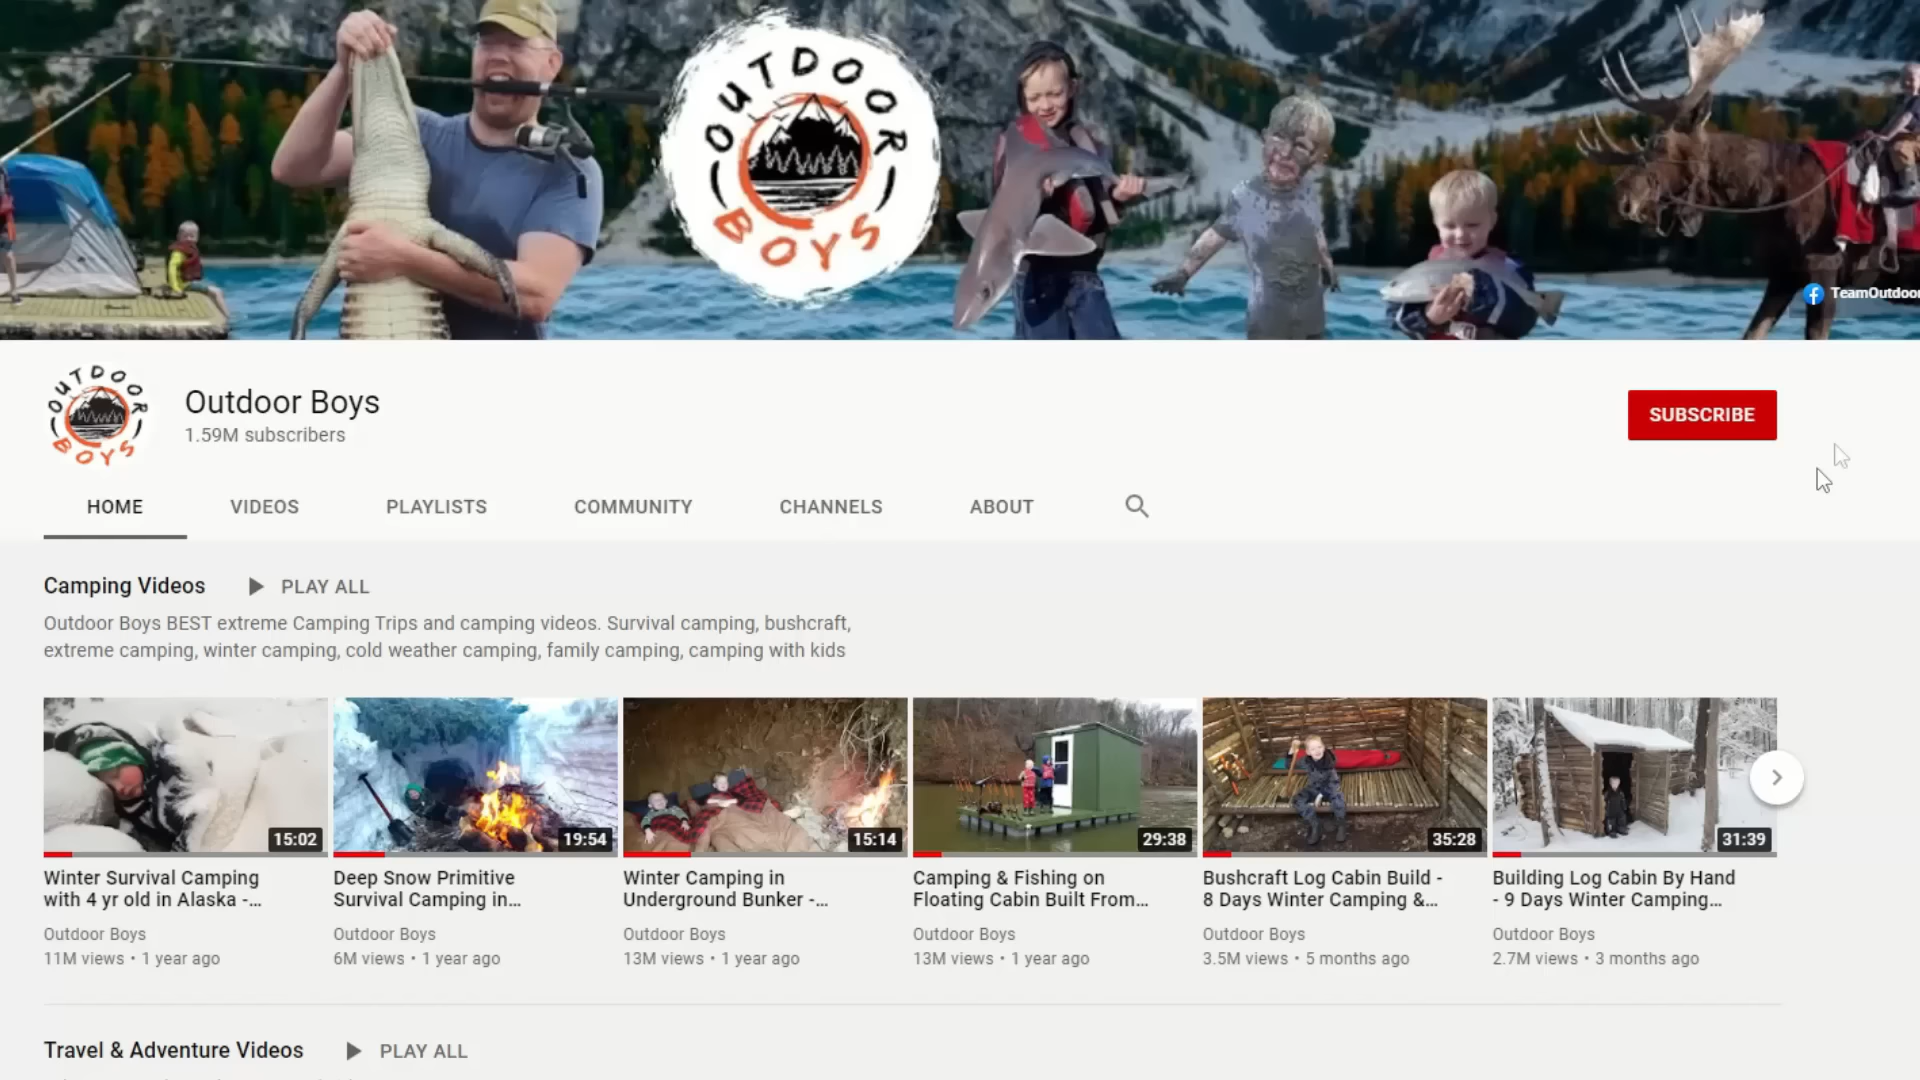 OUTDOOR
BOYS
TeamOutdoor
OUTDOOR
BOYS
Outdoor Boys
1.59M subscribers
SUBSCRIBE
HOME VIDEOS PLAYLISTS COMMUNITY CHANNELS ABOUT
Camping Videos PLAY ALL
Outdoor Boys BEST extreme Camping Trips and camping videos. Survival camping, bushcraft,
extreme camping, winter camping, cold weather camping, family camping, camping with kids
15:02 19:54 15:14 29:38 35:28 31:39
Winter Survival Camping
with 4 yr old in Alaska -...
Outdoor Boys
11M views • 1 year ago
Deep Snow Primitive
Survival Camping in...
Outdoor Boys
6M views • 1 year ago
Winter Camping in
Underground Bunker -...
Outdoor Boys
13M views • 1 year ago
Camping & Fishing on
Floating Cabin Built From...
Outdoor Boys
13M views • 1 year ago
Bushcraft Log Cabin Build -
8 Days Winter Camping &...
Outdoor Boys
3.5M views • 5 months ago
Building Log Cabin By Hand
- 9 Days Winter Camping...
Outdoor Boys
2.7M views • 3 months ago
Travel & Adventure Videos PLAY ALL